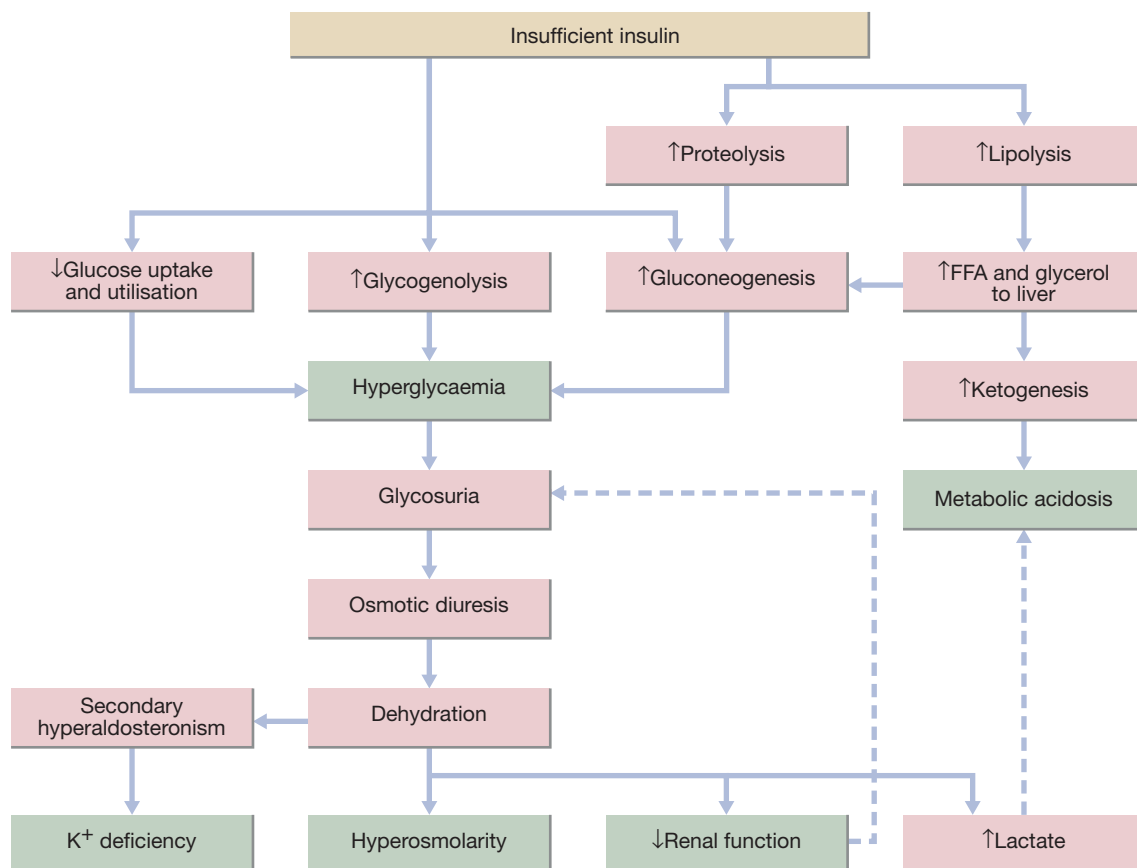 Insufficient insulin
↑Proteolysis
↑Lipolysis
↓Glucose uptake
and utilisation
↑Glycogenolysis
↑Gluconeogenesis
↑FFA and glycerol
to liver
Hyperglycaemia
↑Ketogenesis
Glycosuria
Metabolic acidosis
Osmotic diuresis
Secondary
hyperaldosteronism
Dehydration
K⁺ deficiency
Hyperosmolarity
↓Renal function
↑Lactate